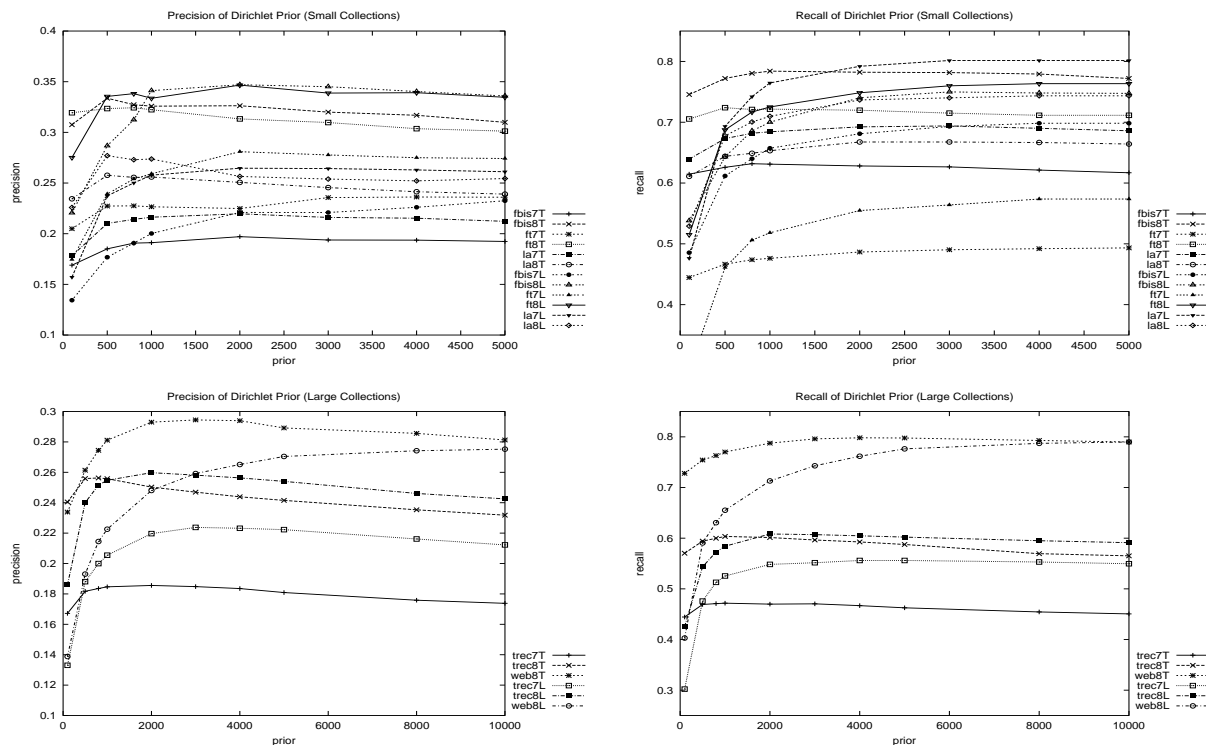 Precision of Dirichlet Prior (Small Collections)
0.4
0.35
0.3
0.25
0.2
0.15
0.1
precision
0 500 1000 1500 2000 2500 3000 3500 4000 4500 5000
prior
fbis7T
fbis8T
ft7T
ft8T
la7T
la8T
fbis7L
fbis8L
ft7L
ft8L
la7L
la8L
Recall of Dirichlet Prior (Small Collections)
0.8
0.7
0.6
0.5
0.4
recall
0 500 1000 1500 2000 2500 3000 3500 4000 4500 5000
prior
fbis7T
fbis8T
ft7T
ft8T
la7T
la8T
fbis7L
fbis8L
ft7L
ft8L
la7L
la8L
Precision of Dirichlet Prior (Large Collections)
0.3
0.28
0.26
0.24
0.22
0.2
0.18
0.16
0.14
0.12
0.1
precision
0 2000 4000 6000 8000 10000
prior
trec7T
trec8T
web8T
trec7L
trec8L
web8L
Recall of Dirichlet Prior (Large Collections)
0.8
0.7
0.6
0.5
0.4
0.3
recall
0 2000 4000 6000 8000 10000
prior
trec7T
trec8T
web8T
trec7L
trec8L
web8L